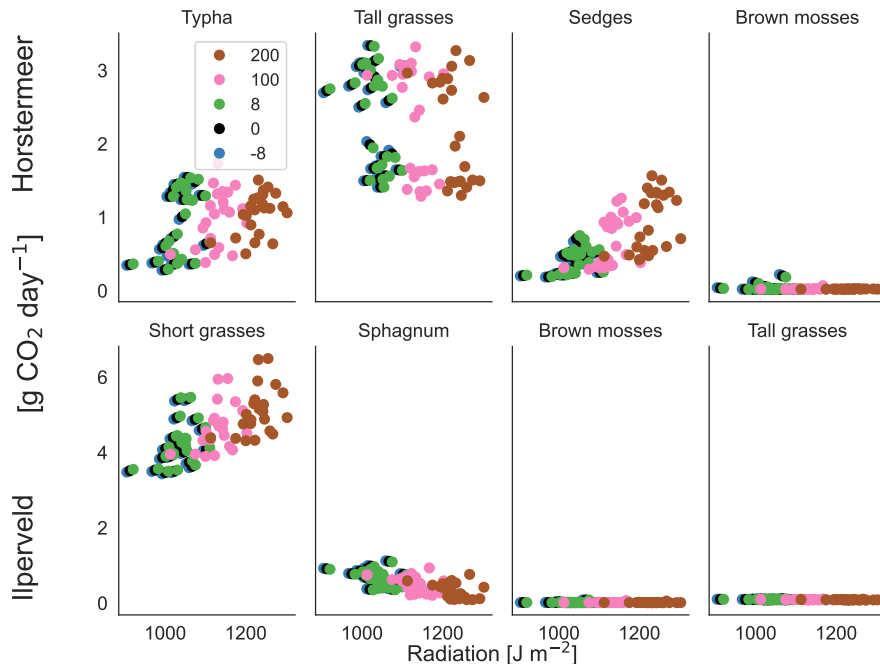 Typha
Tall grasses
Sedges
Brown mosses
Horstermeer
3
2
1
0
200
100
8
0
-8
[g CO₂ day⁻¹]
Short grasses
Sphagnum
Brown mosses
Tall grasses
Ilperveld
6
4
2
0
1000 1200 1000 1200 1000 1200 1000 1200
Radiation [J m⁻²]